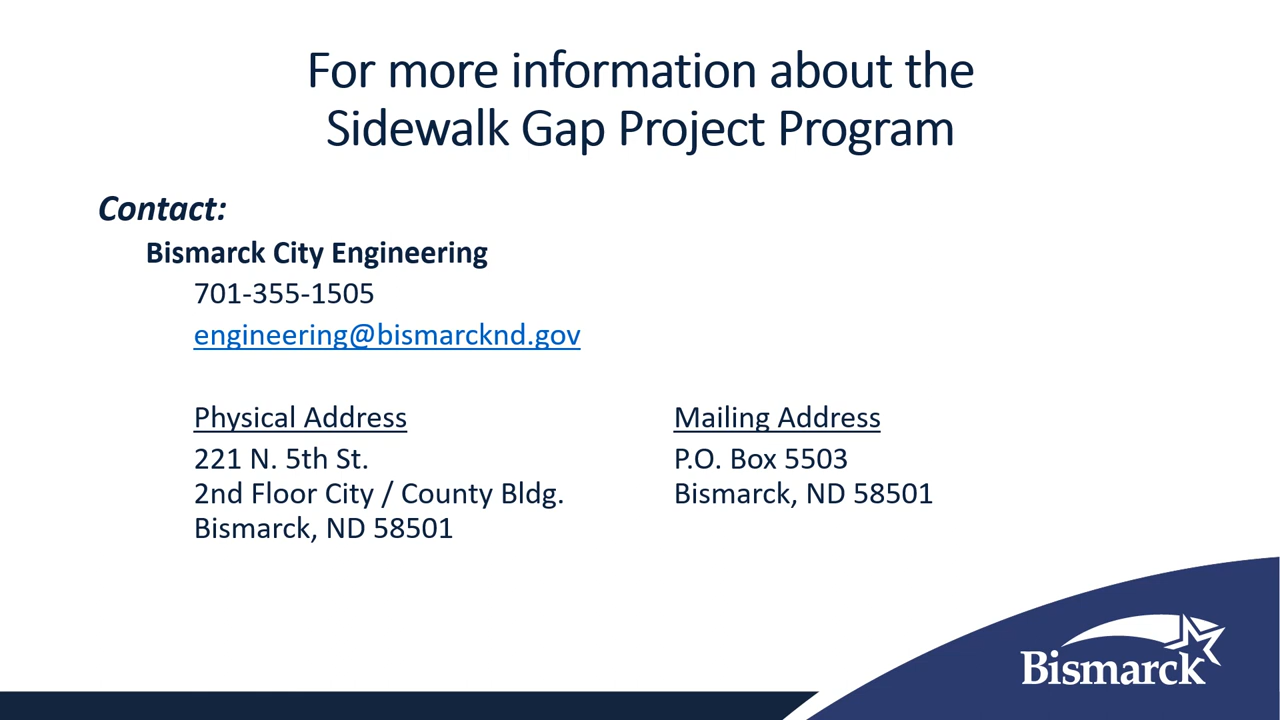 For more information about the
Sidewalk Gap Project Program
Contact:
Bismarck City Engineering
701-355-1505
engineering@bismarcknd.gov
Physical Address
221 N. 5th St.
2nd Floor City / County Bldg.
Bismarck, ND 58501
Mailing Address
P.O. Box 5503
Bismarck, ND 58501
Bismarck